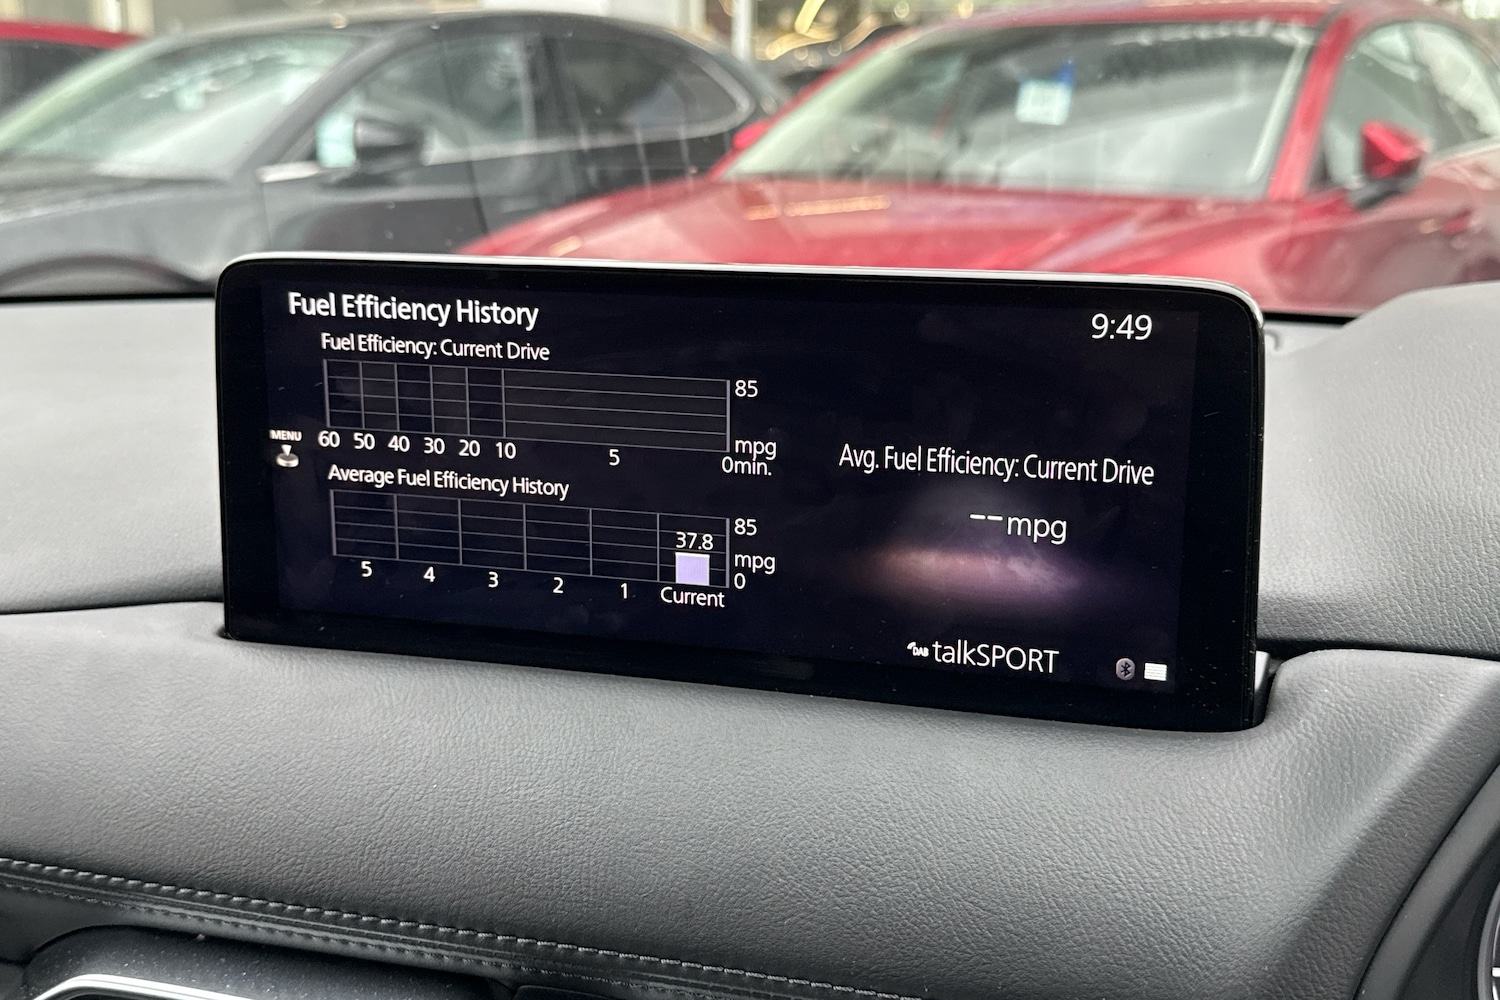 Fuel Efficiency History
9:49
Fuel Efficiency: Current Drive
85
mpg
60 50 40 30 20 10 5 0min.
MENU
Average Fuel Efficiency History
85
37.8
mpg
0
5 4 3 2 1 Current
Avg. Fuel Efficiency: Current Drive
--mpg
DAB talkSPORT